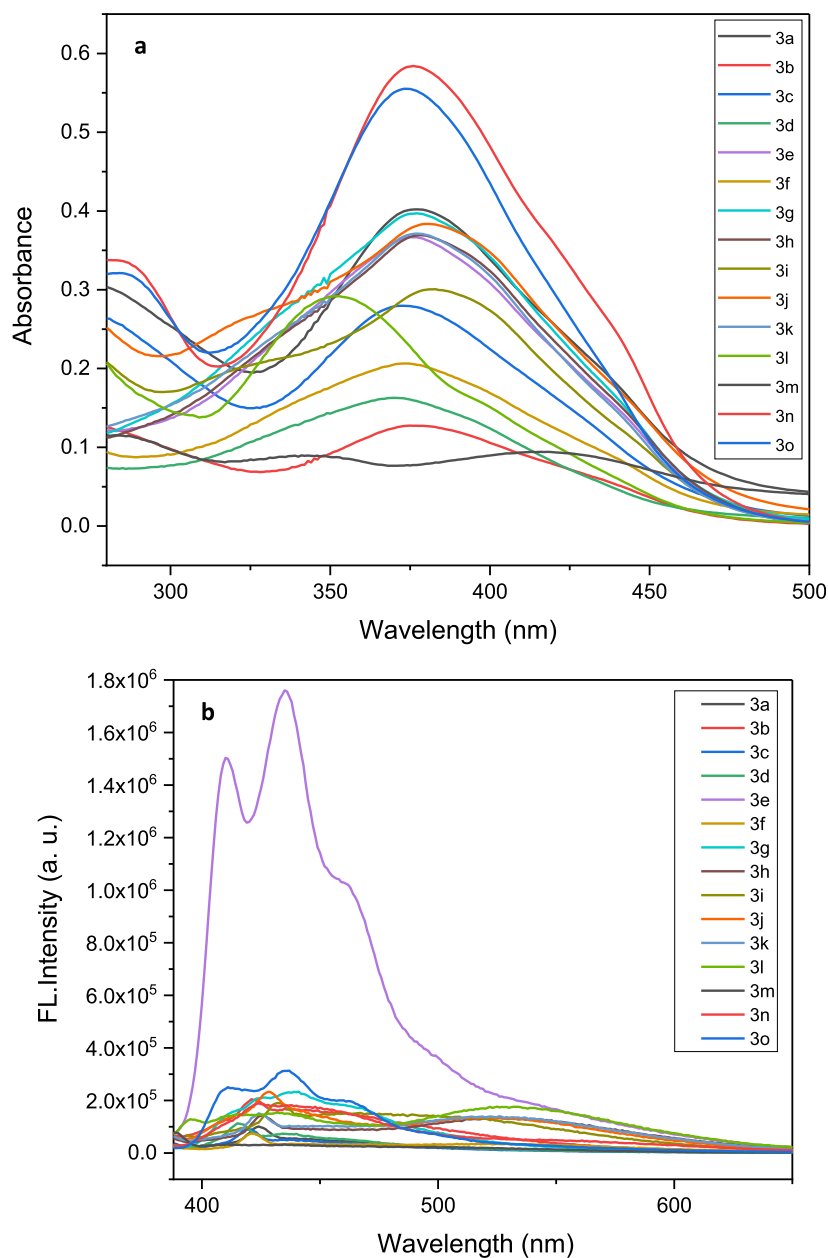 a
0.6
0.5
0.4
0.3
0.2
0.1
0.0
Absorbance
300
350
400
450
500
Wavelength (nm)
3a
3b
3c
3d
3e
3f
3g
3h
3i
3j
3k
3l
3m
3n
3o
b
1.8x10⁶
1.6x10⁶
1.4x10⁶
1.2x10⁶
1.0x10⁶
8.0x10⁵
6.0x10⁵
4.0x10⁵
2.0x10⁵
0.0
FL.Intensity (a. u.)
400
500
600
Wavelength (nm)
3a
3b
3c
3d
3e
3f
3g
3h
3i
3j
3k
3l
3m
3n
3o